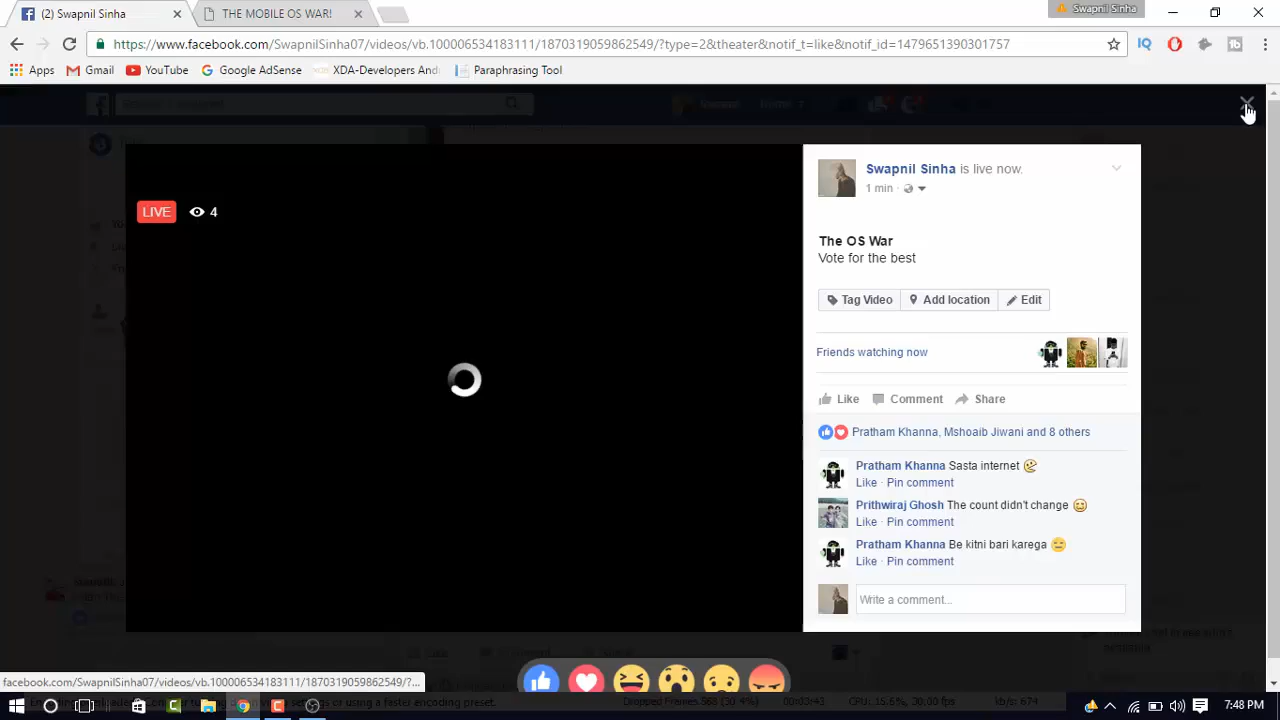 (2) Swapnil Sinha
THE MOBILE OS WAR!
Swapnil Sinha
https://www.facebook.com/SwapnilSinha07/videos/vb.100006534183111/1870319059862549/?type=2&theater&notif_t=like&notif_id=1479651390301757
Apps
Gmail
YouTube
Google AdSense
XDA-Developers And
Paraphrasing Tool
LIVE
4
Swapnil Sinha is live now.
1 min ·
The OS War
Vote for the best
Tag Video
Add location
Edit
Friends watching now
Like
Comment
Share
Pratham Khanna, Mshoaib Jiwani and 8 others
Pratham Khanna Sasta internet
Like · Pin comment
Prithwiraj Ghosh The count didn't change
Like · Pin comment
Pratham Khanna Be kitni bari karega
Like · Pin comment
Write a comment...
facebook.com/SwapnilSinha07/videos/vb.100006534183111/1870319059862549/?...
or using a faster encoding preset.
7:48 PM